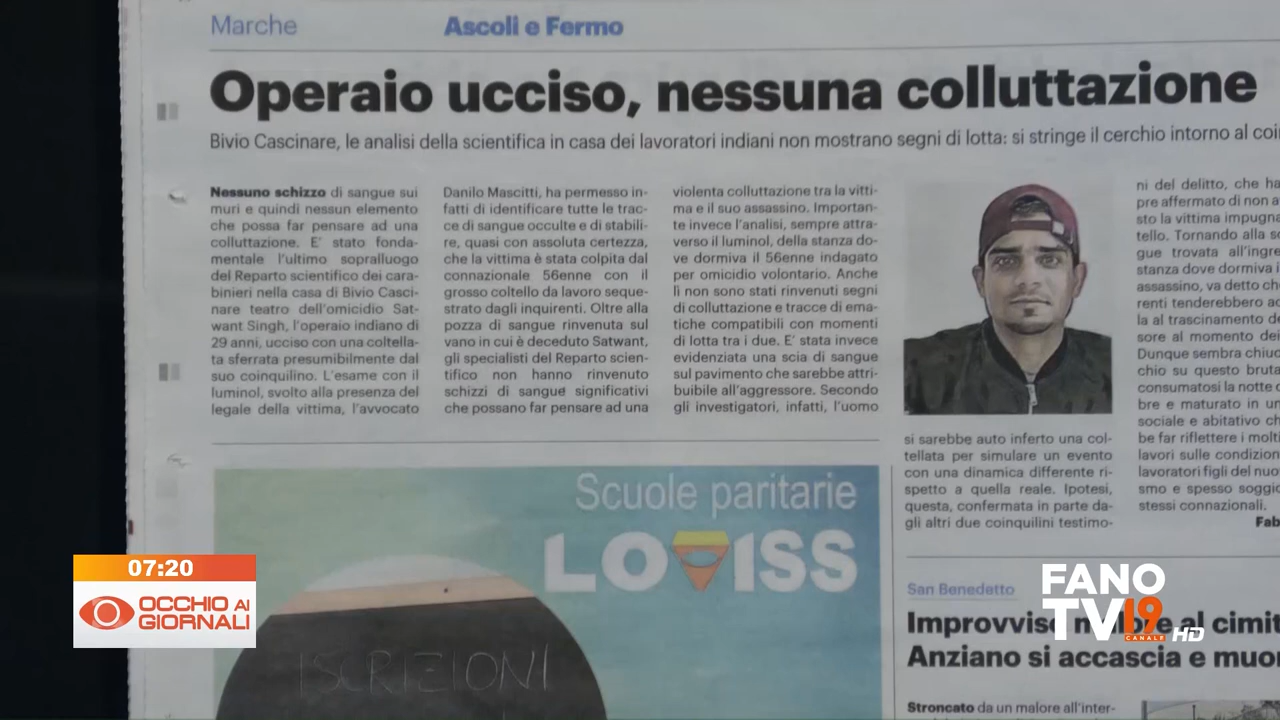 Marche
Ascoli e Fermo
Operaio ucciso, nessuna colluttazione
Bivio Cascinare, le analisi della scientifica in casa dei lavoratori indiani non mostrano segni di lotta: si stringe il cerchio intorno al
Nessuno schizzo di sangue sui
muri e quindi nessun elemento
che possa far pensare ad una
colluttazione. E' stato fonda-
mentale l'ultimo sopralluogo
del Reparto scientifico dei cara-
binieri nella casa di Bivio Casci-
nare teatro dell'omicidio Sat-
want Singh, l'operaio indiano di
29 anni, ucciso con una coltella-
ta sferrata presumibilmente dal
suo coinquilino. L'esame con il
luminol, svolto alla presenza del
legale della vittima, l'avvocato
Danilo Mascitti, ha permesso in-
fatti di identificare tutte le trac-
ce di sangue occulte e di stabili-
re, quasi con assoluta certezza,
che la vittima è stata colpita dal
connazionale 56enne con il
grosso coltello da lavoro seque-
strato dagli inquirenti. Oltre alla
pozza di sangue rinvenuta sul
vano in cui è deceduto Satwant,
gli specialisti del Reparto scien-
tifico non hanno rinvenuto
schizzi di sangue significativi
che possano far pensare ad una
violenta colluttazione tra la vitti-
ma e il suo assassino. Importan-
te invece l'analisi, sempre attra-
verso il luminol, della stanza do-
ve dormiva il 56enne indagato
per omicidio volontario. Anche
lì non sono stati rinvenuti segni
di colluttazione e tracce di ema-
tiche compatibili con momenti
di lotta tra i due. E' stata invece
evidenziata una scia di sangue
sul pavimento che sarebbe attri-
buibile all'aggressore. Secondo
gli investigatori, infatti, l'uomo
si sarebbe auto inferto una col-
tellata per simulare un evento
con una dinamica differente ri-
spetto a quella reale. Ipotesi,
questa, confermata in parte da-
gli altri due coinquilini testimo-
ni del delitto, che ha
pre affermato di non a
sto la vittima impugna
tello. Tornando alla
gue trovata all'ingre
stanza dove dormiva
assassino, va detto
renti tenderebbero
la al trascinamento
sore al momento dei
Dunque sembra
chio su questo
consumatosi la notte
bre e maturato in
sociale e abitativo
be far riflettere i molti
lavori sulle condizion
lavoratori figli del nuo
smo e spesso soggio
stessi connazionali.
Fab
Scuole paritarie
LOVISS
ISCRIZIONI
San Benedetto
Improvviso malore al cimit
Anziano si accascia e muor
Stroncato da un malore all'inter-
07:20
OCCHIO AI
GIORNALI
FANO
TV19
CANALE
HD